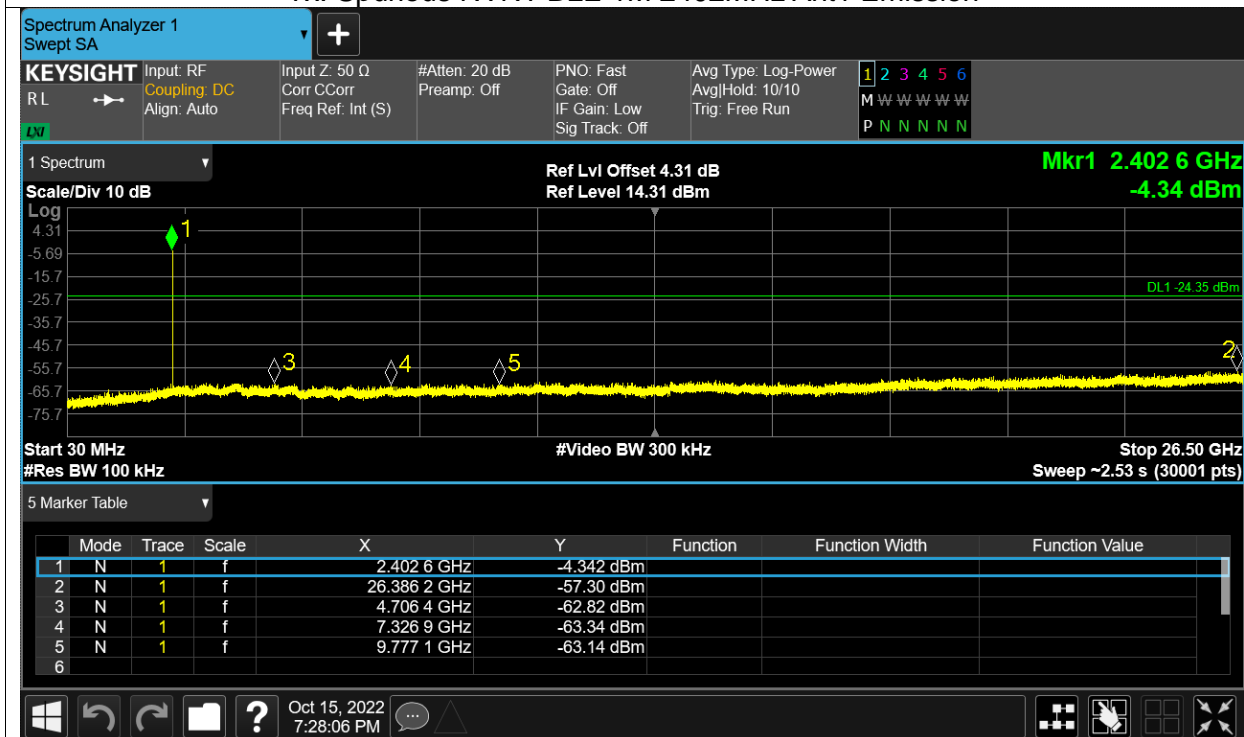 Tx. Spurious NVNT BLE 1M 2402MHz Ant1 Emission
Spectrum Analyzer 1
Swept SA
KEYSIGHT
R L
LXI
Input: RF
Coupling: DC
Align: Auto
Input Z: 50 Ω
Corr CCorr
Freq Ref: Int (S)
#Atten: 20 dB
Preamp: Off
PNO: Fast
Gate: Off
IF Gain: Low
Sig Track: Off
Avg Type: Log-Power
Avg|Hold: 10/10
Trig: Free Run
1 2 3 4 5 6
M W W W W W
P N N N N N
1 Spectrum
Scale/Div 10 dB
Ref Lvl Offset 4.31 dB
Ref Level 14.31 dBm
Mkr1 2.402 6 GHz
-4.34 dBm
Log
4.31
-5.69
-15.7
-25.7
-35.7
-45.7
-55.7
-65.7
-75.7
1
DL1 -24.35 dBm
3
4
5
2
Start 30 MHz
#Video BW 300 kHz
Stop 26.50 GHz
#Res BW 100 kHz
Sweep ~2.53 s (30001 pts)
5 Marker Table
Mode Trace Scale X Y Function Function Width Function Value
1 N 1 f 2.402 6 GHz -4.342 dBm
2 N 1 f 26.386 2 GHz -57.30 dBm
3 N 1 f 4.706 4 GHz -62.82 dBm
4 N 1 f 7.326 9 GHz -63.34 dBm
5 N 1 f 9.777 1 GHz -63.14 dBm
6
?
Oct 15, 2022
7:28:06 PM